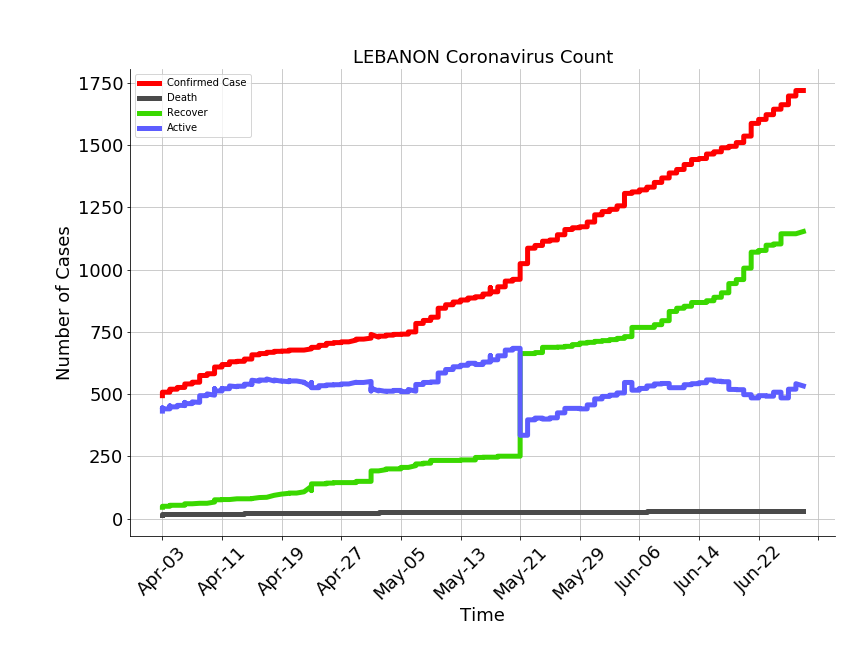 LEBANON Coronavirus Count
Confirmed Case
Death
Recover
Active
Number of Cases
1750
1500
1250
1000
750
500
250
0
Apr-03
Apr-11
Apr-19
Apr-27
May-05
May-13
May-21
May-29
Jun-06
Jun-14
Jun-22
Time